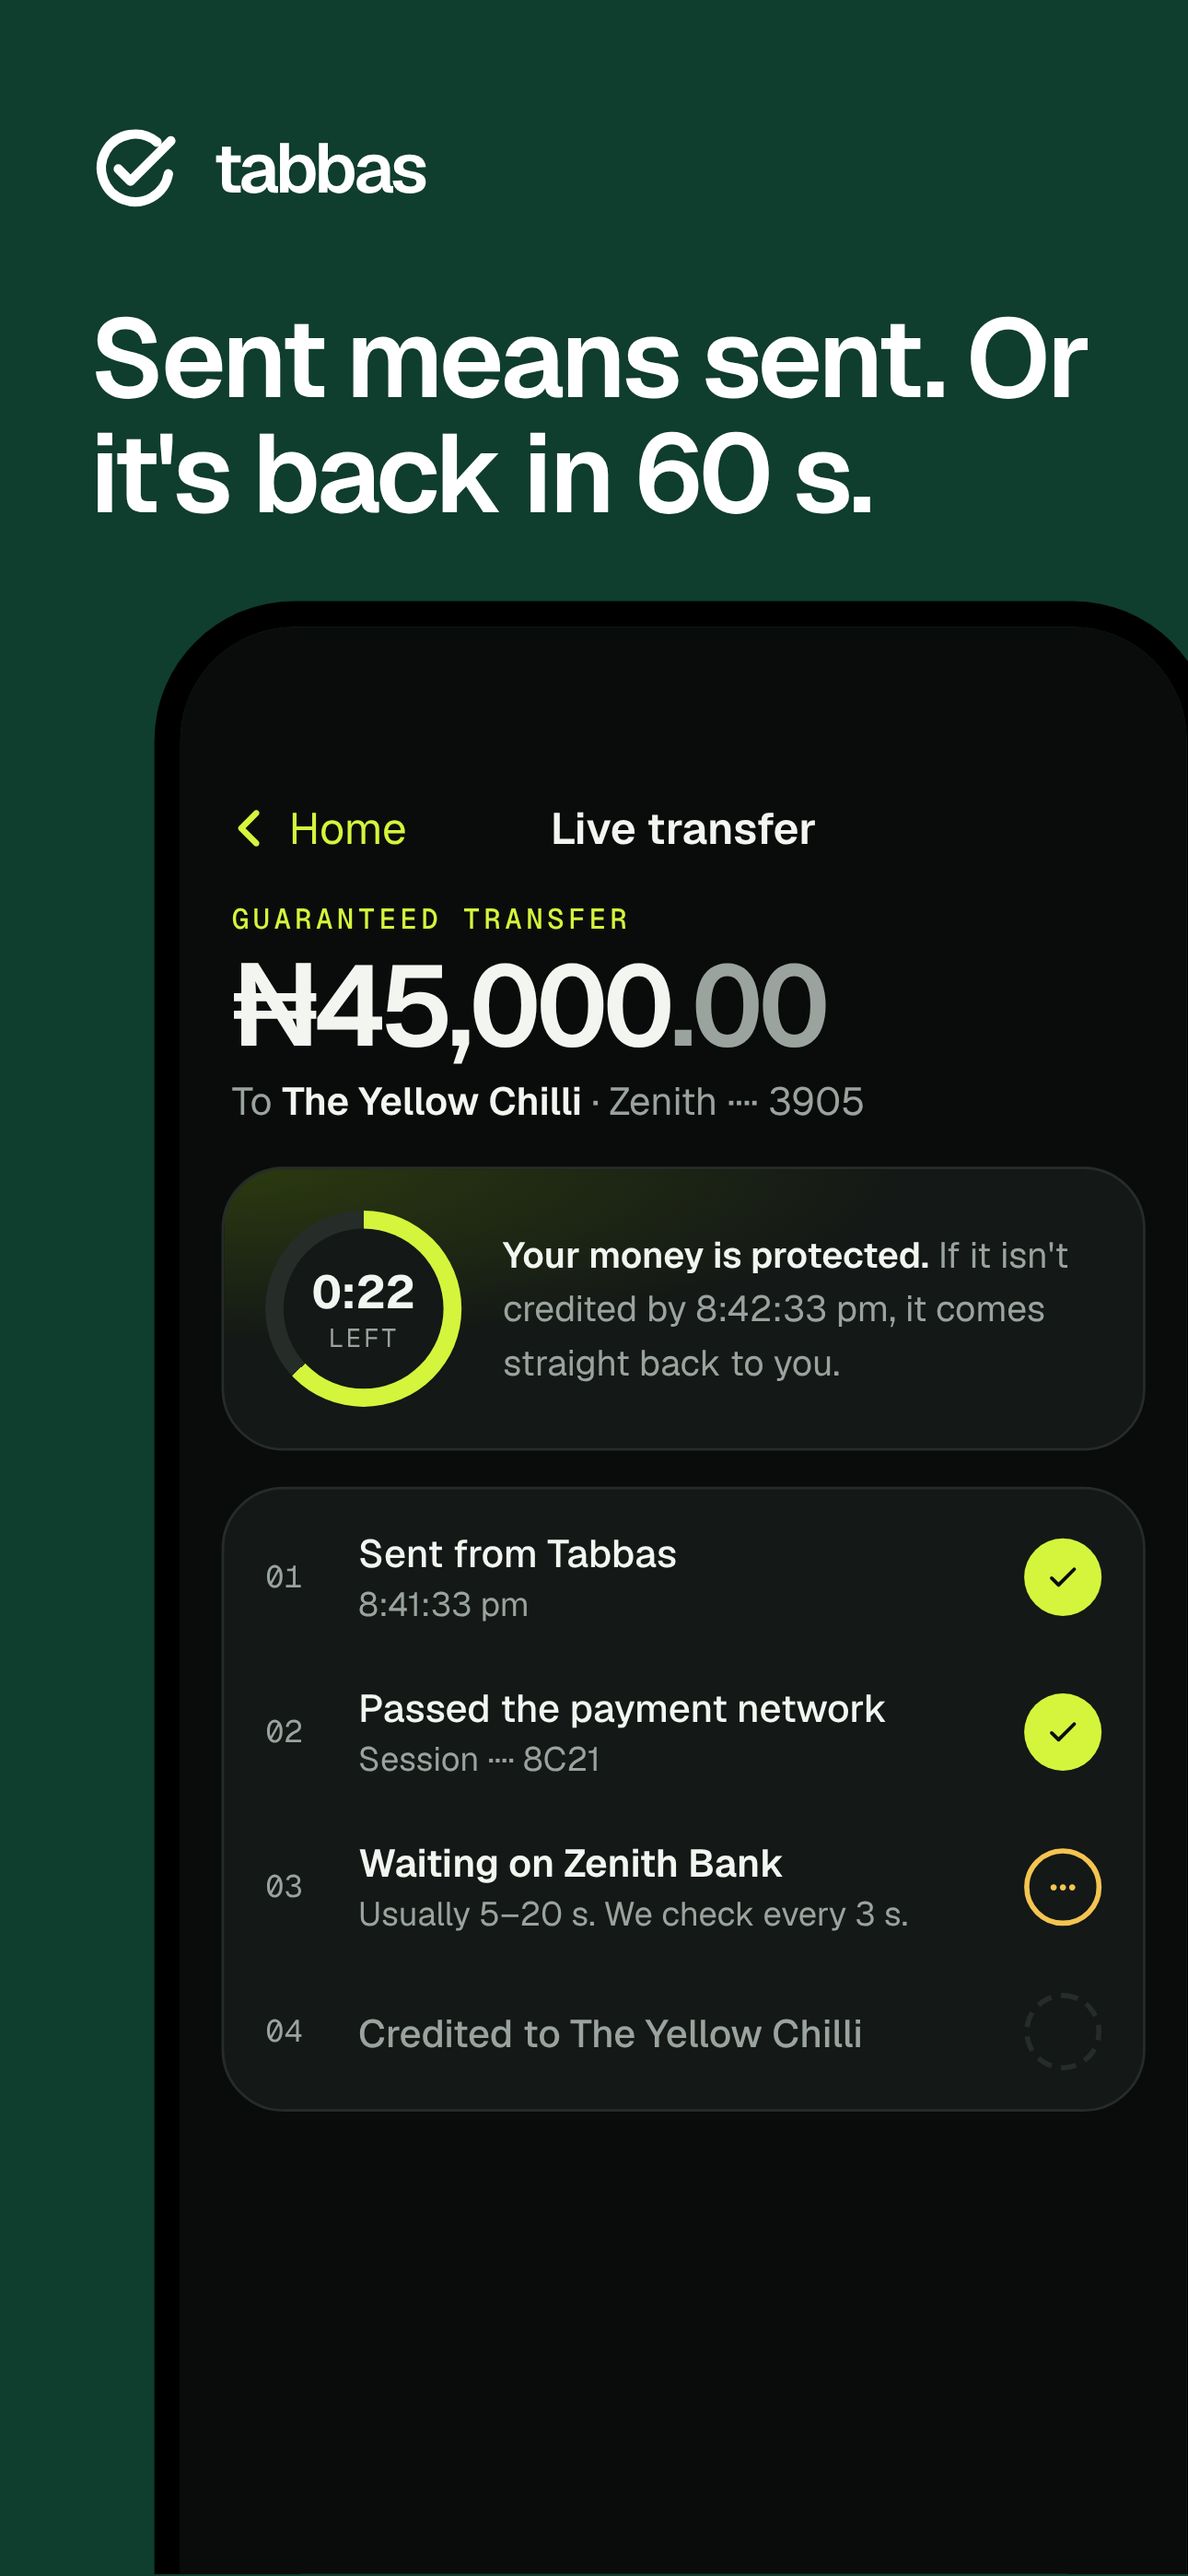 tabbas
Sent means sent. Or
it's back in 60 s.
Home
Live transfer
GUARANTEED TRANSFER
₦45,000.00
To The Yellow Chilli · Zenith ···· 3905
0:22
LEFT
Your money is protected. If it isn't
credited by 8:42:33 pm, it comes
straight back to you.
01
Sent from Tabbas
8:41:33 pm
02
Passed the payment network
Session ···· 8C21
03
Waiting on Zenith Bank
Usually 5–20 s. We check every 3 s.
04
Credited to The Yellow Chilli